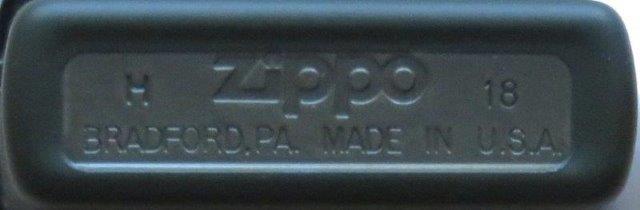 H Zippo 18
BRADFORD, PA. MADE IN U.S.A.